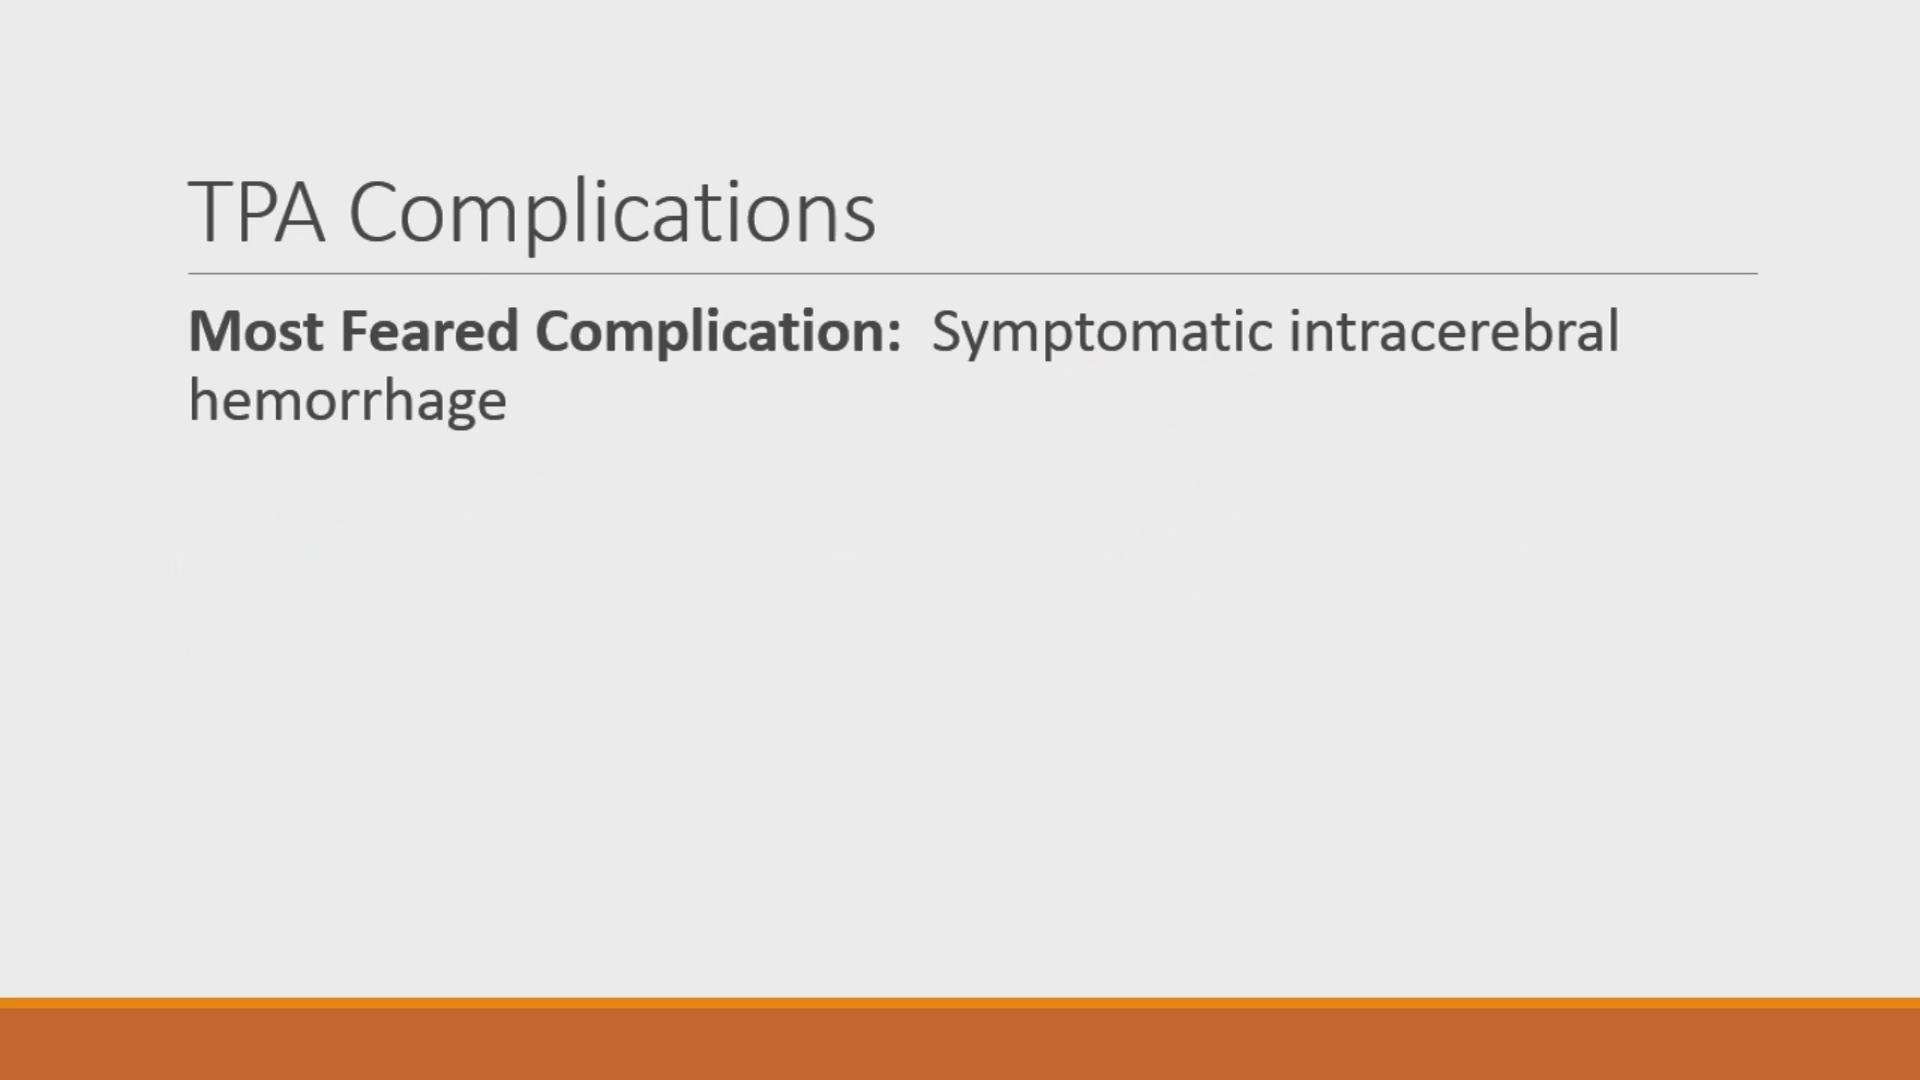 TPA Complications
Most Feared Complication:  Symptomatic intracerebral
hemorrhage